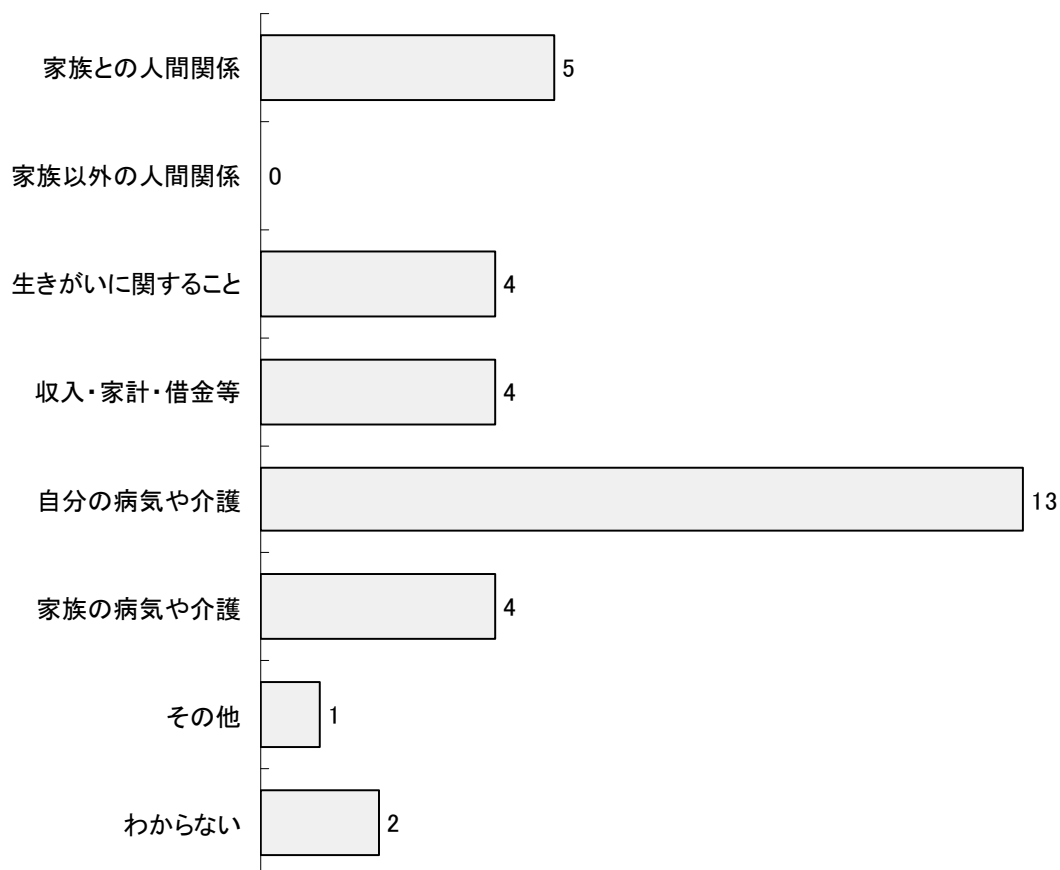 家族との人間関係 5
家族以外の人間関係 0
生きがいに関すること 4
収入・家計・借金等 4
自分の病気や介護 13
家族の病気や介護 4
その他 1
わからない 2